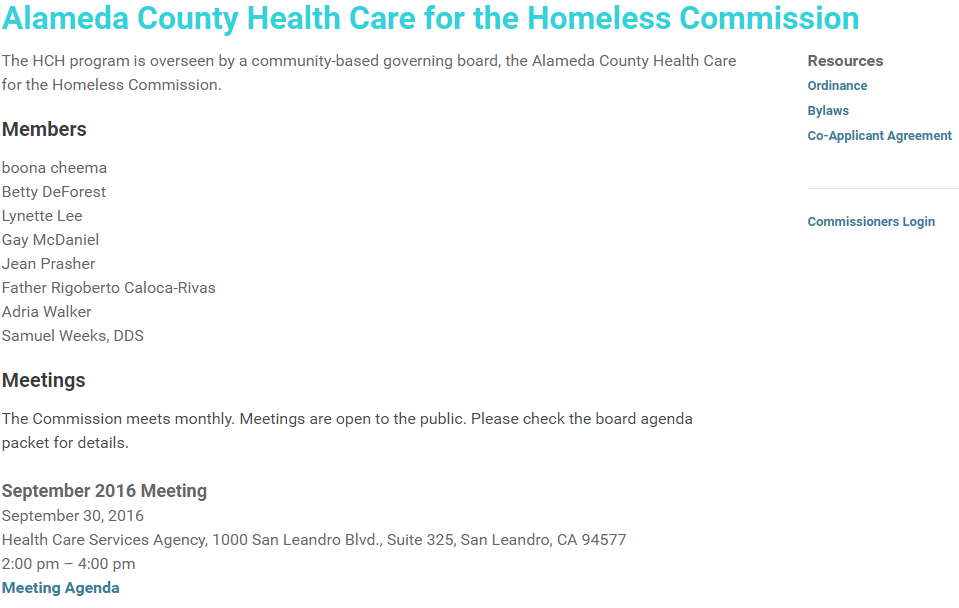 Alameda County Health Care for the Homeless Commission
The HCH program is overseen by a community-based governing board, the Alameda County Health Care
for the Homeless Commission.
Members
boona cheema
Betty DeForest
Lynette Lee
Gay McDaniel
Jean Prasher
Father Rigoberto Caloca-Rivas
Adria Walker
Samuel Weeks, DDS
Meetings
The Commission meets monthly. Meetings are open to the public. Please check the board agenda
packet for details.
September 2016 Meeting
September 30, 2016
Health Care Services Agency, 1000 San Leandro Blvd., Suite 325, San Leandro, CA 94577
2:00 pm – 4:00 pm
Meeting Agenda
Resources
Ordinance
Bylaws
Co-Applicant Agreement
Commissioners Login